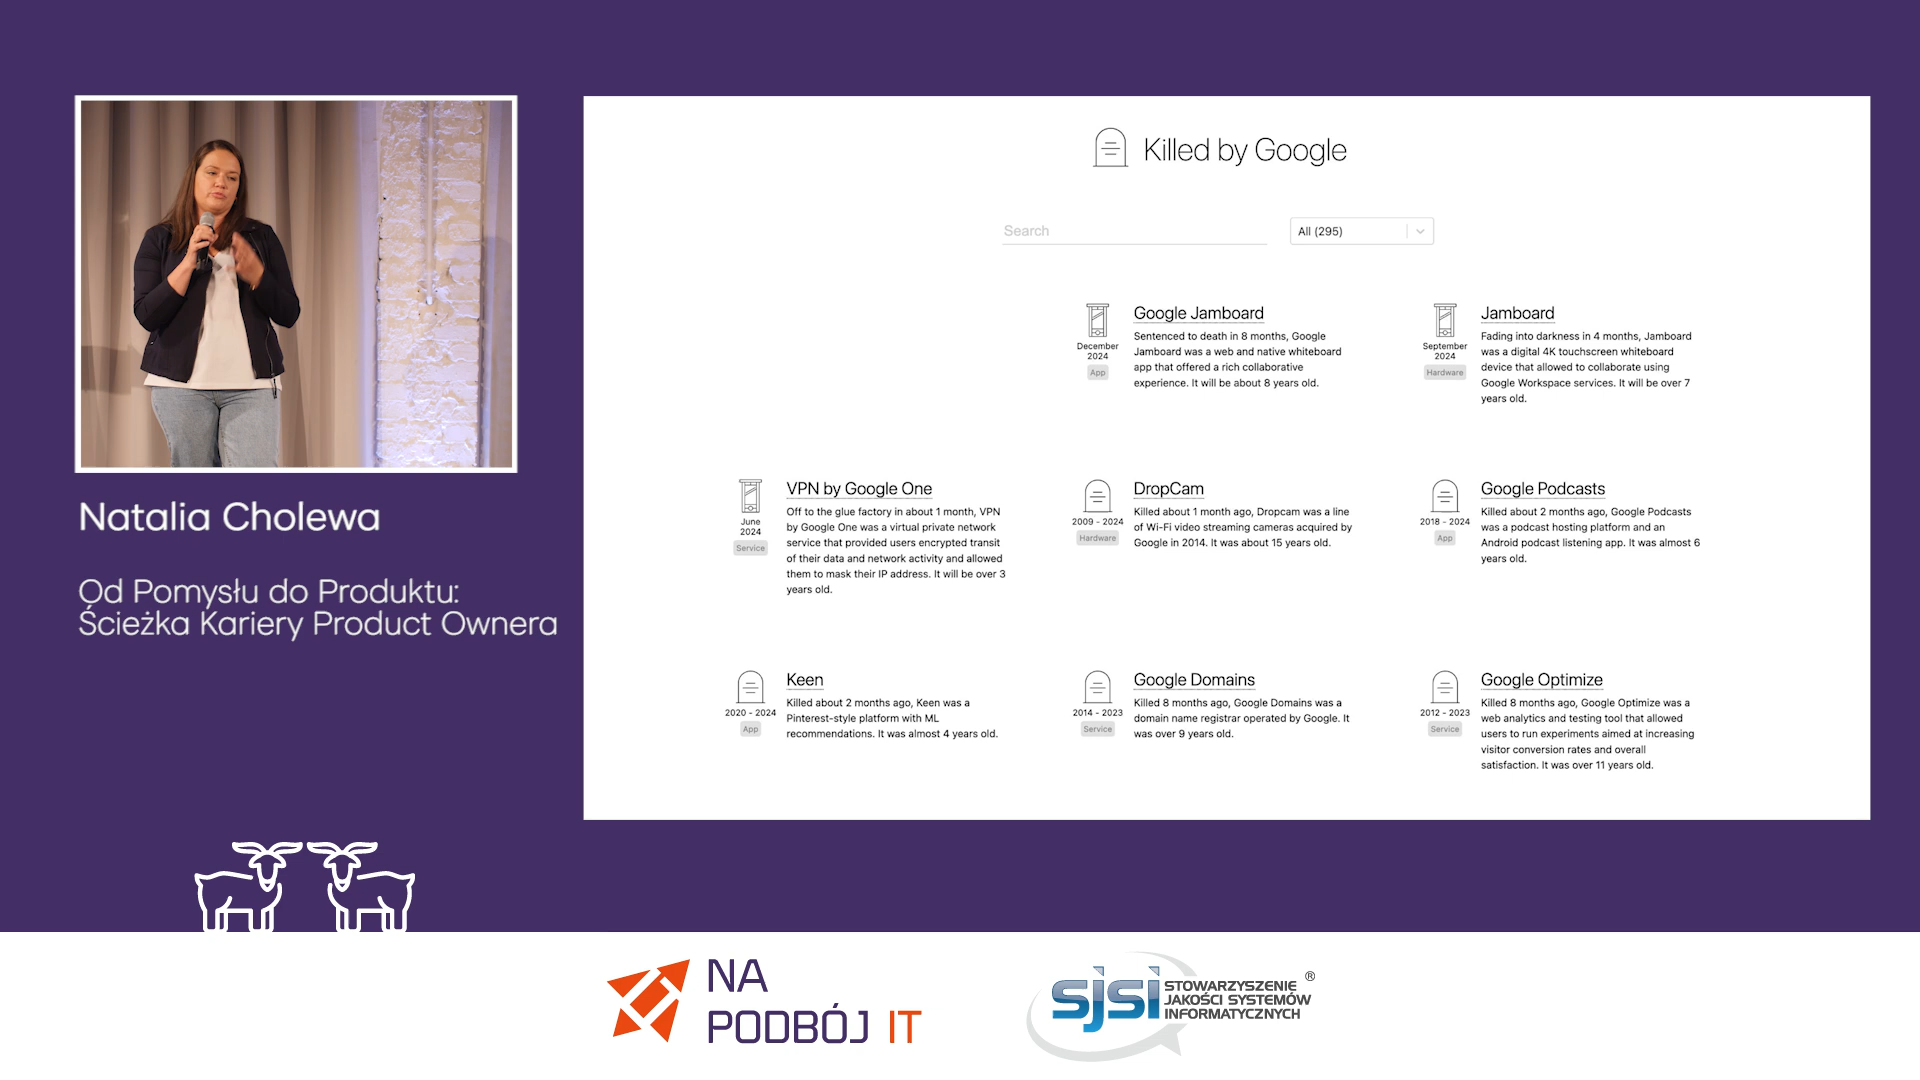 Natalia Cholewa
Od Pomysłu do Produktu:
Ścieżka Kariery Product Ownera
Killed by Google
Search
All (295)
December
2024
App
Google Jamboard
Sentenced to death in 8 months, Google
Jamboard was a web and native whiteboard
app that offered a rich collaborative
experience. It will be about 8 years old.
September
2024
Hardware
Jamboard
Fading into darkness in 4 months, Jamboard
was a digital 4K touchscreen whiteboard
device that allowed to collaborate using
Google Workspace services. It will be over 7
years old.
June
2024
Service
VPN by Google One
Off to the glue factory in about 1 month, VPN
by Google One was a virtual private network
service that provided users encrypted transit
of their data and network activity and allowed
them to mask their IP address. It will be over 3
years old.
2009 - 2024
Hardware
DropCam
Killed about 1 month ago, Dropcam was a line
of Wi-Fi video streaming cameras acquired by
Google in 2014. It was about 15 years old.
2018 - 2024
App
Google Podcasts
Killed about 2 months ago, Google Podcasts
was a podcast hosting platform and an
Android podcast listening app. It was almost 6
years old.
2020 - 2024
App
Keen
Killed about 2 months ago, Keen was a
Pinterest-style platform with ML
recommendations. It was almost 4 years old.
2014 - 2023
Service
Google Domains
Killed 8 months ago, Google Domains was a
domain name registrar operated by Google. It
was over 9 years old.
2012 - 2023
Service
Google Optimize
Killed 8 months ago, Google Optimize was a
web analytics and testing tool that allowed
users to run experiments aimed at increasing
visitor conversion rates and overall
satisfaction. It was over 11 years old.
NA
PODBÓJ IT
sjsi
STOWARZYSZENIE ®
JAKOŚCI SYSTEMÓW
INFORMATYCZNYCH